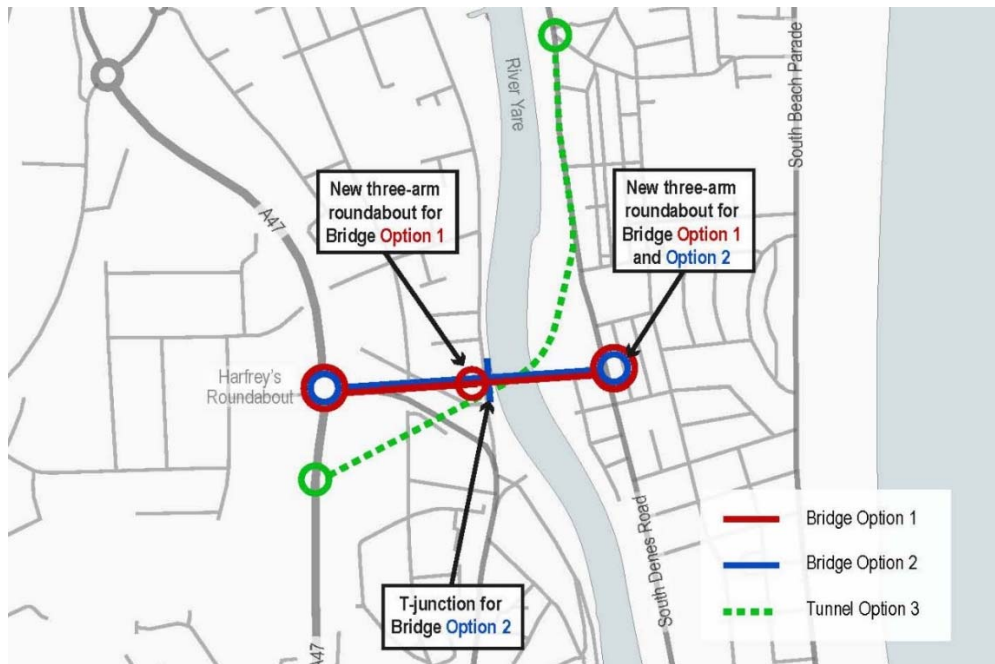 River Yare
South Beach Parade
New three-arm
roundabout for
Bridge Option 1
New three-arm
roundabout for
Bridge Option 1
and Option 2
A47
Harfrey's
Roundabout
South Denes Road
T-junction for
Bridge Option 2
A47
Bridge Option 1
Bridge Option 2
Tunnel Option 3